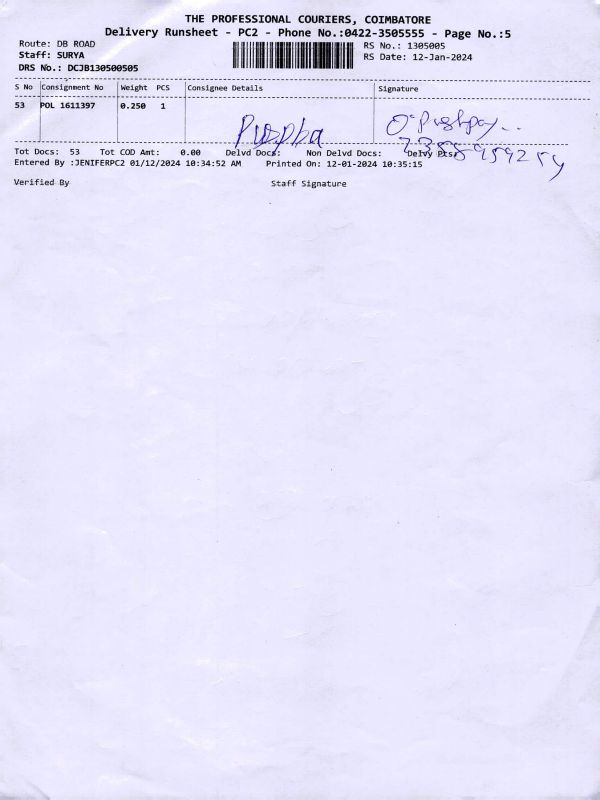 THE PROFESSIONAL COURIERS, COIMBATORE
Delivery Runsheet - PC2 - Phone No.:0422-3505555 - Page No.:5
Route: DB ROAD
RS No.: 1305005
Staff: SURYA
RS Date: 12-Jan-2024
DRS No.: DCJB130500505
S No Consignment No Weight PCS Consignee Details Signature
53 POL 1611397 0.250 1
Puspha
Tot Docs: 53 Tot COD Amt: 0.00 Delvd Docs: Non Delvd Docs: Delvy Pts:
Entered By :JENIFERPC2 01/12/2024 10:34:52 AM Printed On: 12-01-2024 10:35:15
Verified By Staff Signature